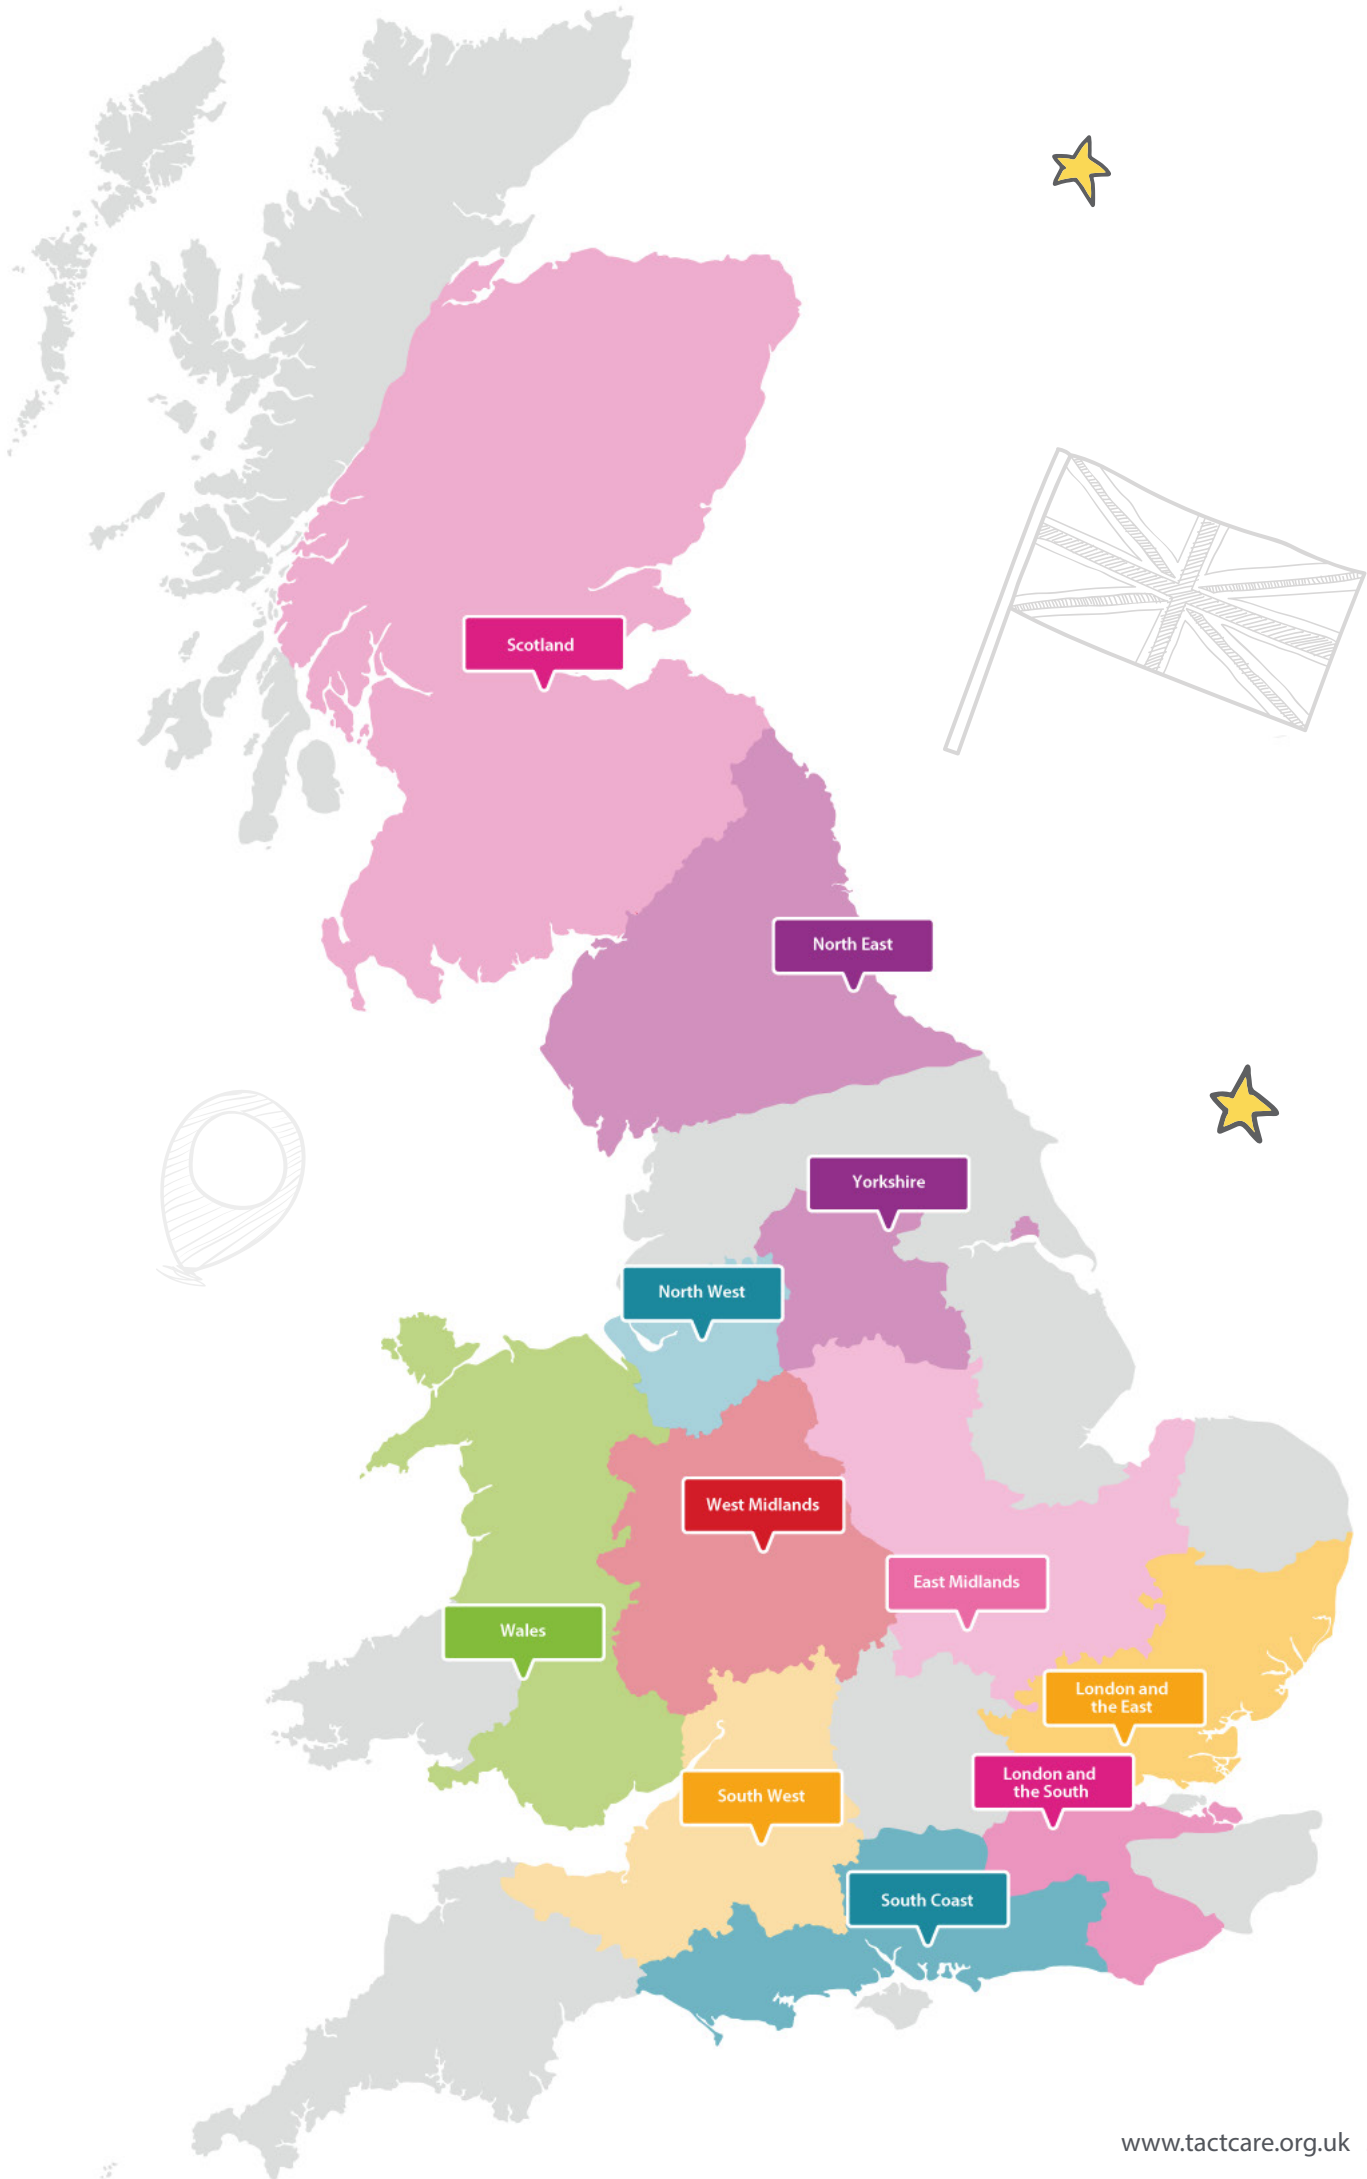 Scotland
North East
Yorkshire
North West
West Midlands
East Midlands
Wales
London and
the East
London and
the South
South West
South Coast
www.tactcare.org.uk